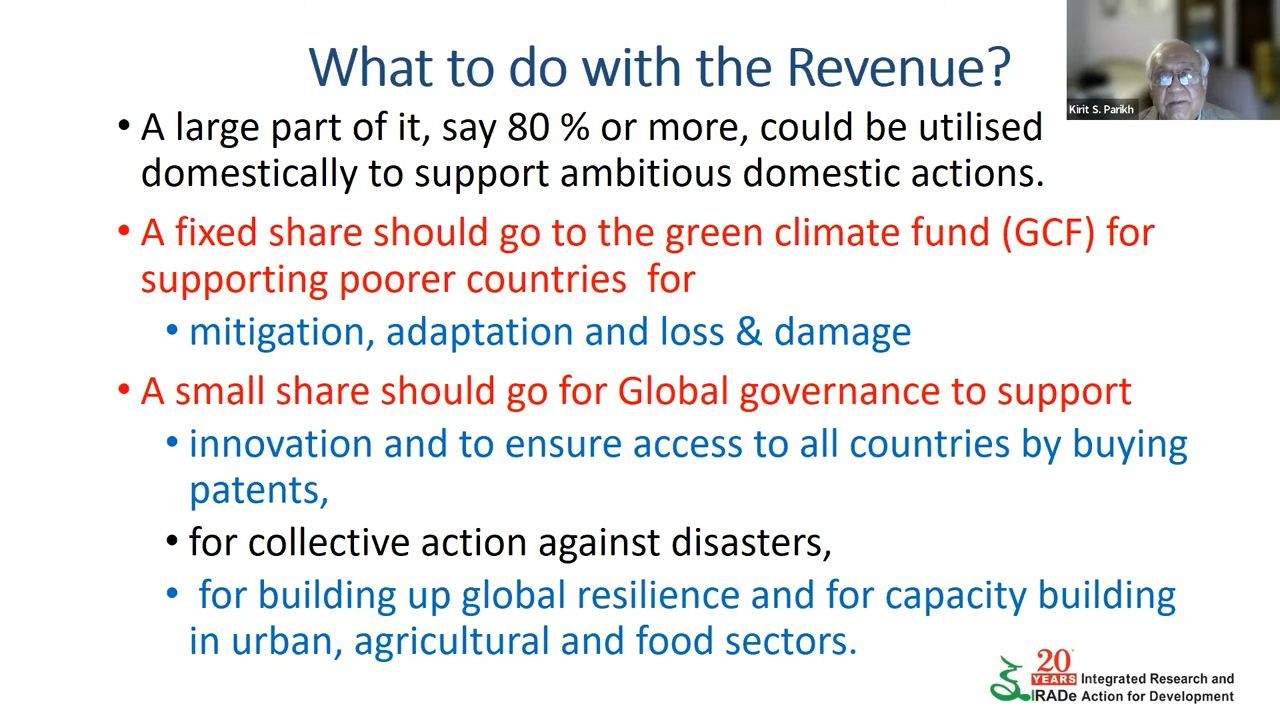 What to do with the Revenue?
Kirit S. Parikh
• A large part of it, say 80 % or more, could be utilised
domestically to support ambitious domestic actions.
• A fixed share should go to the green climate fund (GCF) for
supporting poorer countries for
• mitigation, adaptation and loss & damage
• A small share should go for Global governance to support
• innovation and to ensure access to all countries by buying
patents,
• for collective action against disasters,
• for building up global resilience and for capacity building
in urban, agricultural and food sectors.
20
YEARS
IRADe
Integrated Research and
Action for Development